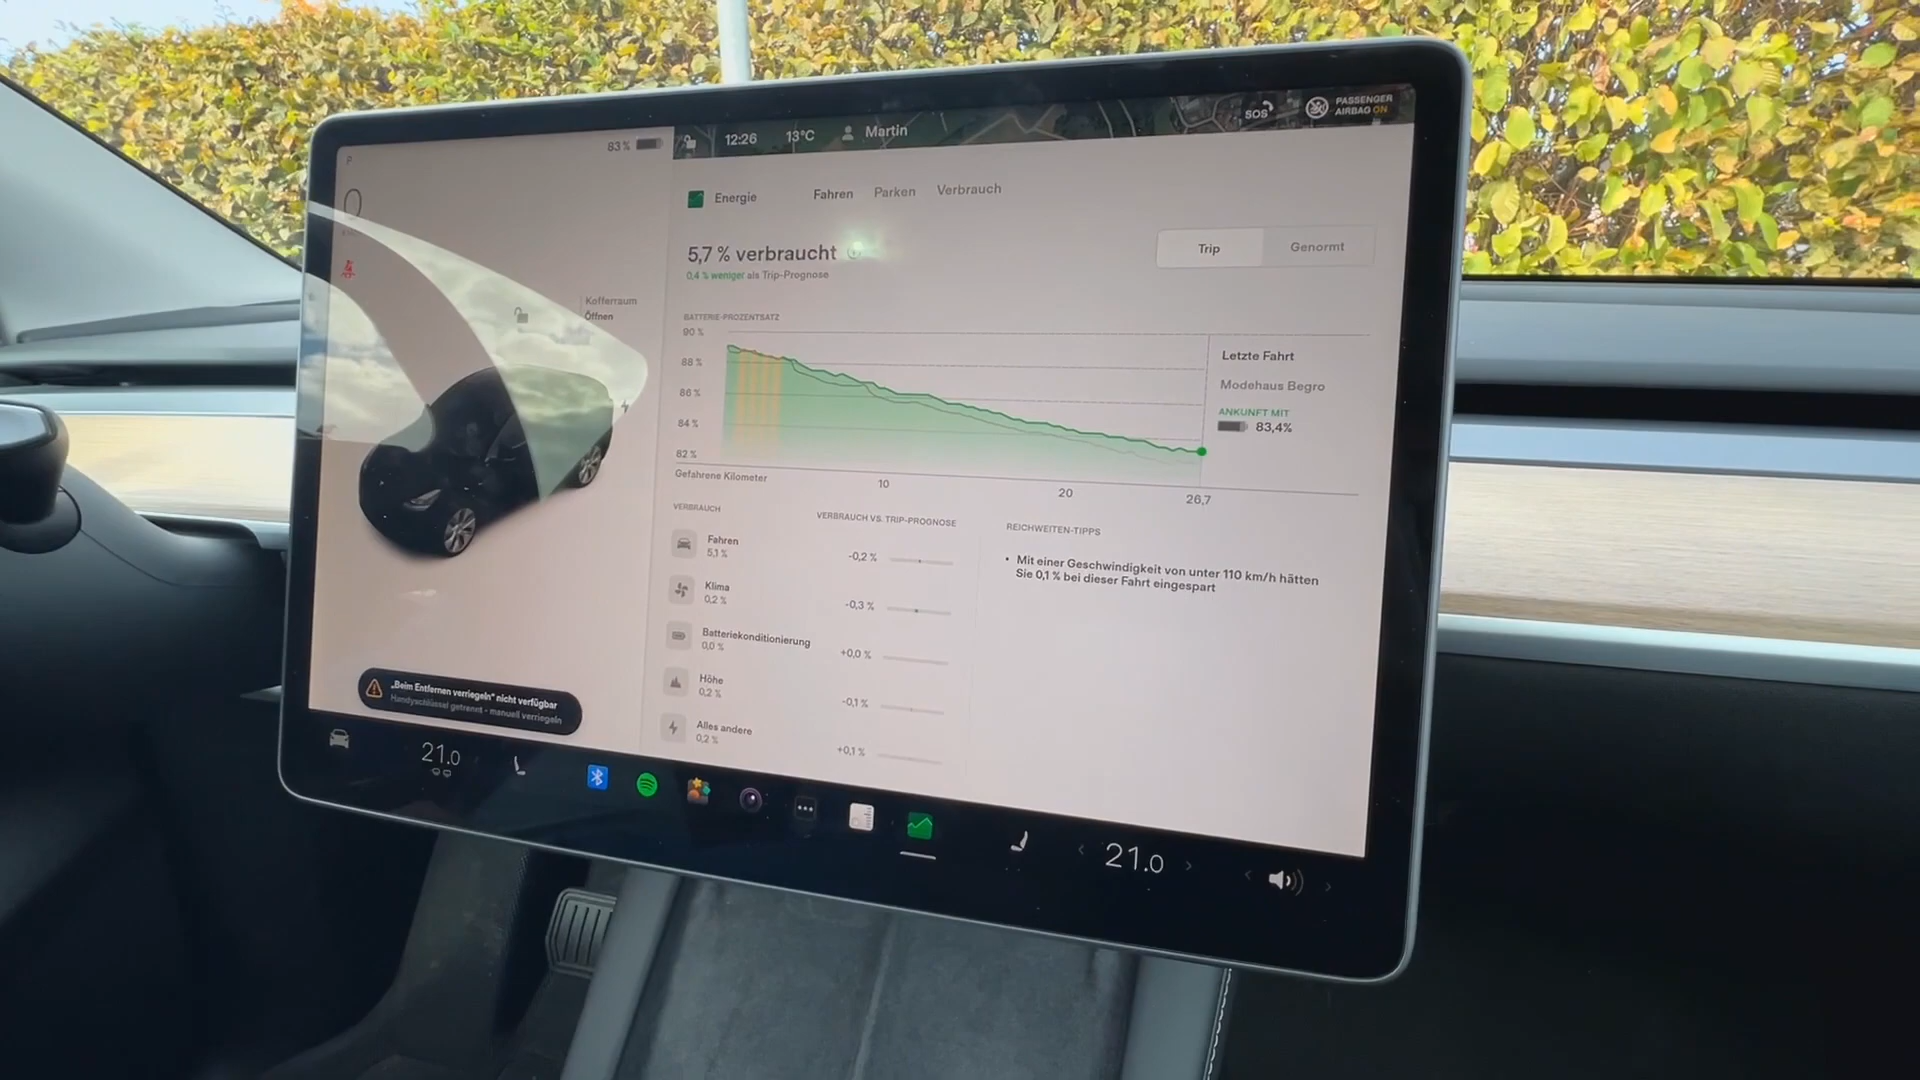 P
83 %
12:26
13°C
Martin
SOS
PASSENGER
AIRBAG ON
Energie
Fahren
Parken
Verbrauch
5,7 % verbraucht
0,4 % weniger als Trip-Prognose
Trip
Genormt
Kofferraum
Öffnen
BATTERIE-PROZENTSATZ
90 %
88 %
86 %
84 %
82 %
Gefahrene Kilometer
10
20
26,7
Letzte Fahrt
Modehaus Begro
ANKUNFT MIT
83,4%
VERBRAUCH
VERBRAUCH VS. TRIP-PROGNOSE
Fahren
5,1 %
-0,2 %
Klima
0,2 %
-0,3 %
Batteriekonditionierung
0,0 %
+0,0 %
Höhe
0,2 %
-0,1 %
Alles andere
0,2 %
+0,1 %
REICHWEITEN-TIPPS
• Mit einer Geschwindigkeit von unter 110 km/h hätten
Sie 0,1 % bei dieser Fahrt eingespart
„Beim Entfernen verriegeln“ nicht verfügbar
Handyschlüssel getrennt - manuell verriegeln
21.0
21.0